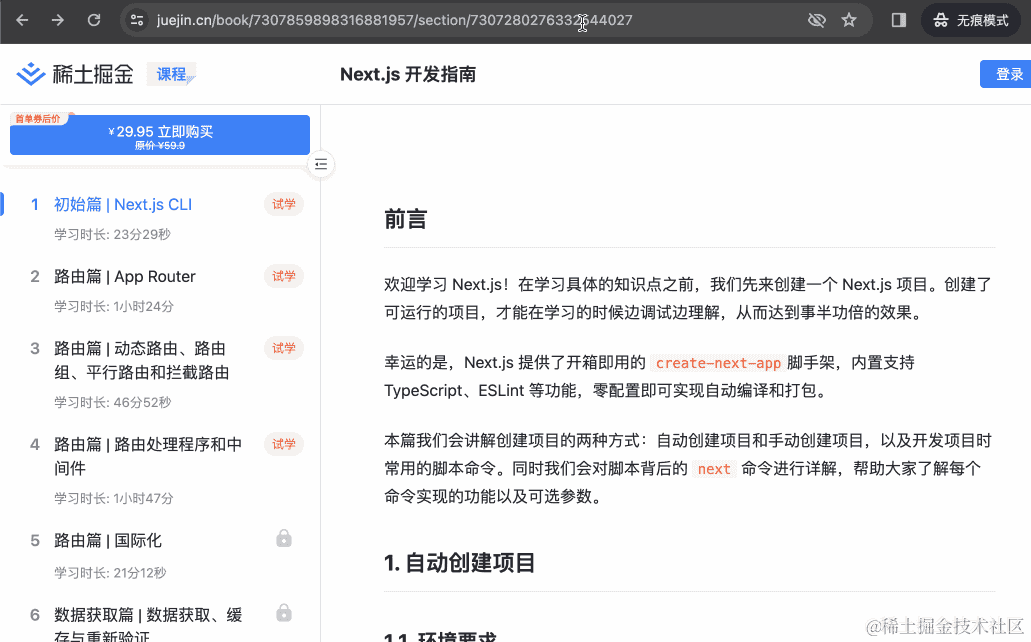 juejin.cn/book/7307859898316881957/section/7307280276332644027
无痕模式
稀土掘金 课程
Next.js 开发指南
登录
首单券后价
¥29.95 立即购买
原价 ¥59.9
1 初始篇 | Next.js CLI 试学
学习时长: 23分29秒
2 路由篇 | App Router 试学
学习时长: 1小时24分
3 路由篇 | 动态路由、路由 试学
组、平行路由和拦截路由
学习时长: 46分52秒
4 路由篇 | 路由处理程序和中 试学
间件
学习时长: 1小时47分
5 路由篇 | 国际化
学习时长: 21分12秒
6 数据获取篇 | 数据获取、缓
存与重新验证
前言
欢迎学习 Next.js！在学习具体的知识点之前，我们先来创建一个 Next.js 项目。创建了
可运行的项目，才能在学习的时候边调试边理解，从而达到事半功倍的效果。
幸运的是，Next.js 提供了开箱即用的 create-next-app 脚手架，内置支持
TypeScript、ESLint 等功能，零配置即可实现自动编译和打包。
本篇我们会讲解创建项目的两种方式：自动创建项目和手动创建项目，以及开发项目时
常用的脚本命令。同时我们会对脚本背后的 next 命令进行详解，帮助大家了解每个
命令实现的功能以及可选参数。
1. 自动创建项目
1.1. 环境要求
@稀土掘金技术社区